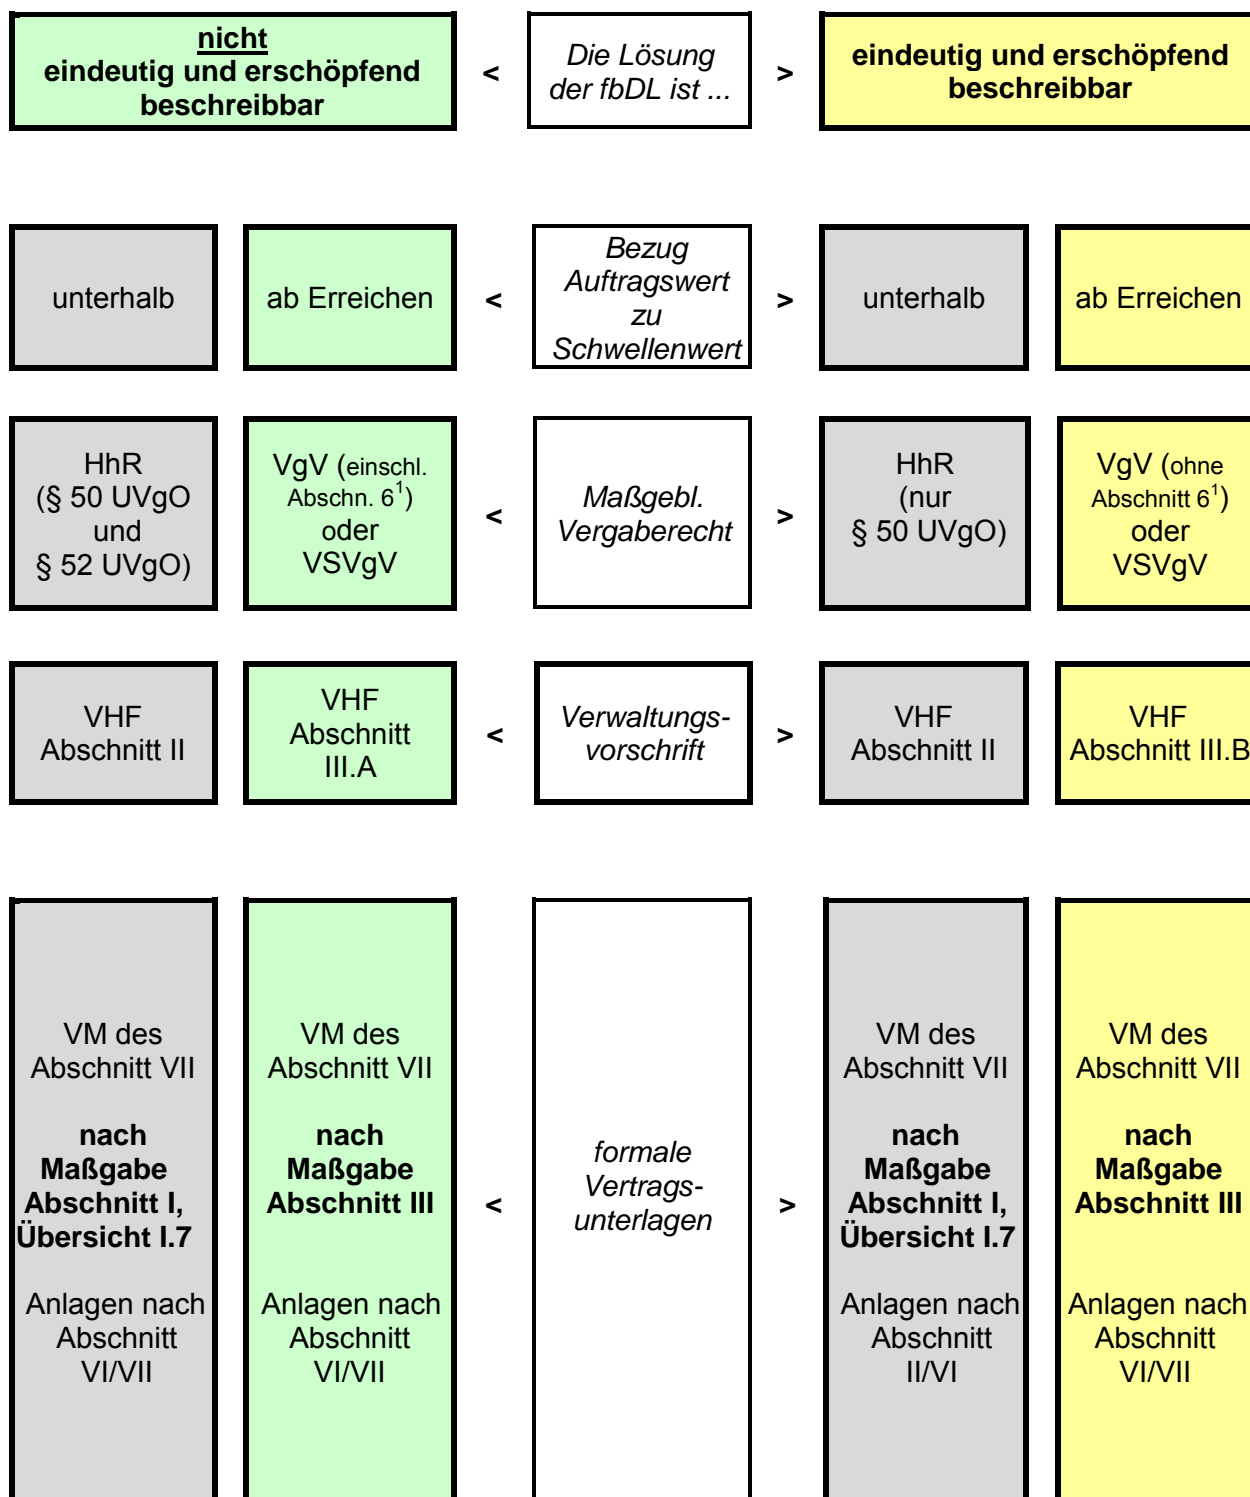 nicht
eindeutig und erschöpfend
beschreibbar
<
Die Lösung
der fbDL ist ...
>
eindeutig und erschöpfend
beschreibbar
unterhalb
ab Erreichen
<
Bezug
Auftragswert
zu
Schwellenwert
>
unterhalb
ab Erreichen
HhR
(§ 50 UVgO
und
§ 52 UVgO)
VgV (einschl.
Abschn. 6¹)
oder
VSVgV
<
Maßgebl.
Vergaberecht
>
HhR
(nur
§ 50 UVgO)
VgV (ohne
Abschnitt 6¹)
oder
VSVgV
VHF
Abschnitt II
VHF
Abschnitt
III.A
<
Verwaltungs-
vorschrift
>
VHF
Abschnitt II
VHF
Abschnitt III.B
VM des
Abschnitt VII
nach
Maßgabe
Abschnitt I,
Übersicht I.7
Anlagen nach
Abschnitt
VI/VII
VM des
Abschnitt VII
nach
Maßgabe
Abschnitt III
Anlagen nach
Abschnitt
VI/VII
<
formale
Vertrags-
unterlagen
>
VM des
Abschnitt VII
nach
Maßgabe
Abschnitt I,
Übersicht I.7
Anlagen nach
Abschnitt
II/VI
VM des
Abschnitt VII
nach
Maßgabe
Abschnitt III
Anlagen nach
Abschnitt
VI/VII